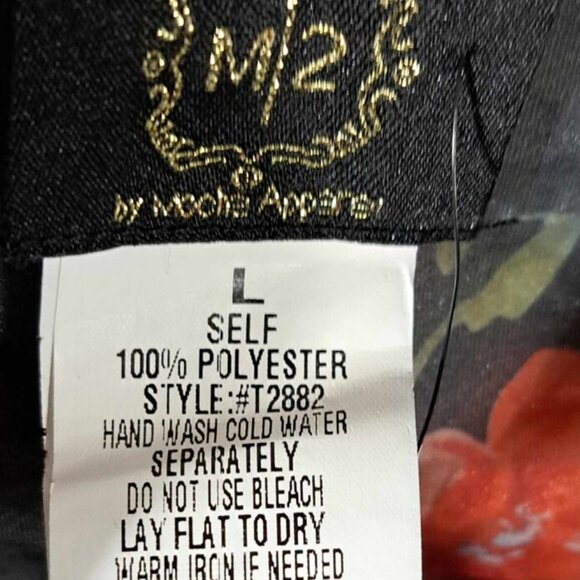 M/2
by Mocha Apparel
L
SELF
100% POLYESTER
STYLE:#T2882
HAND WASH COLD WATER
SEPARATELY
DO NOT USE BLEACH
LAY FLAT TO DRY
WARM IRON IF NEEDED